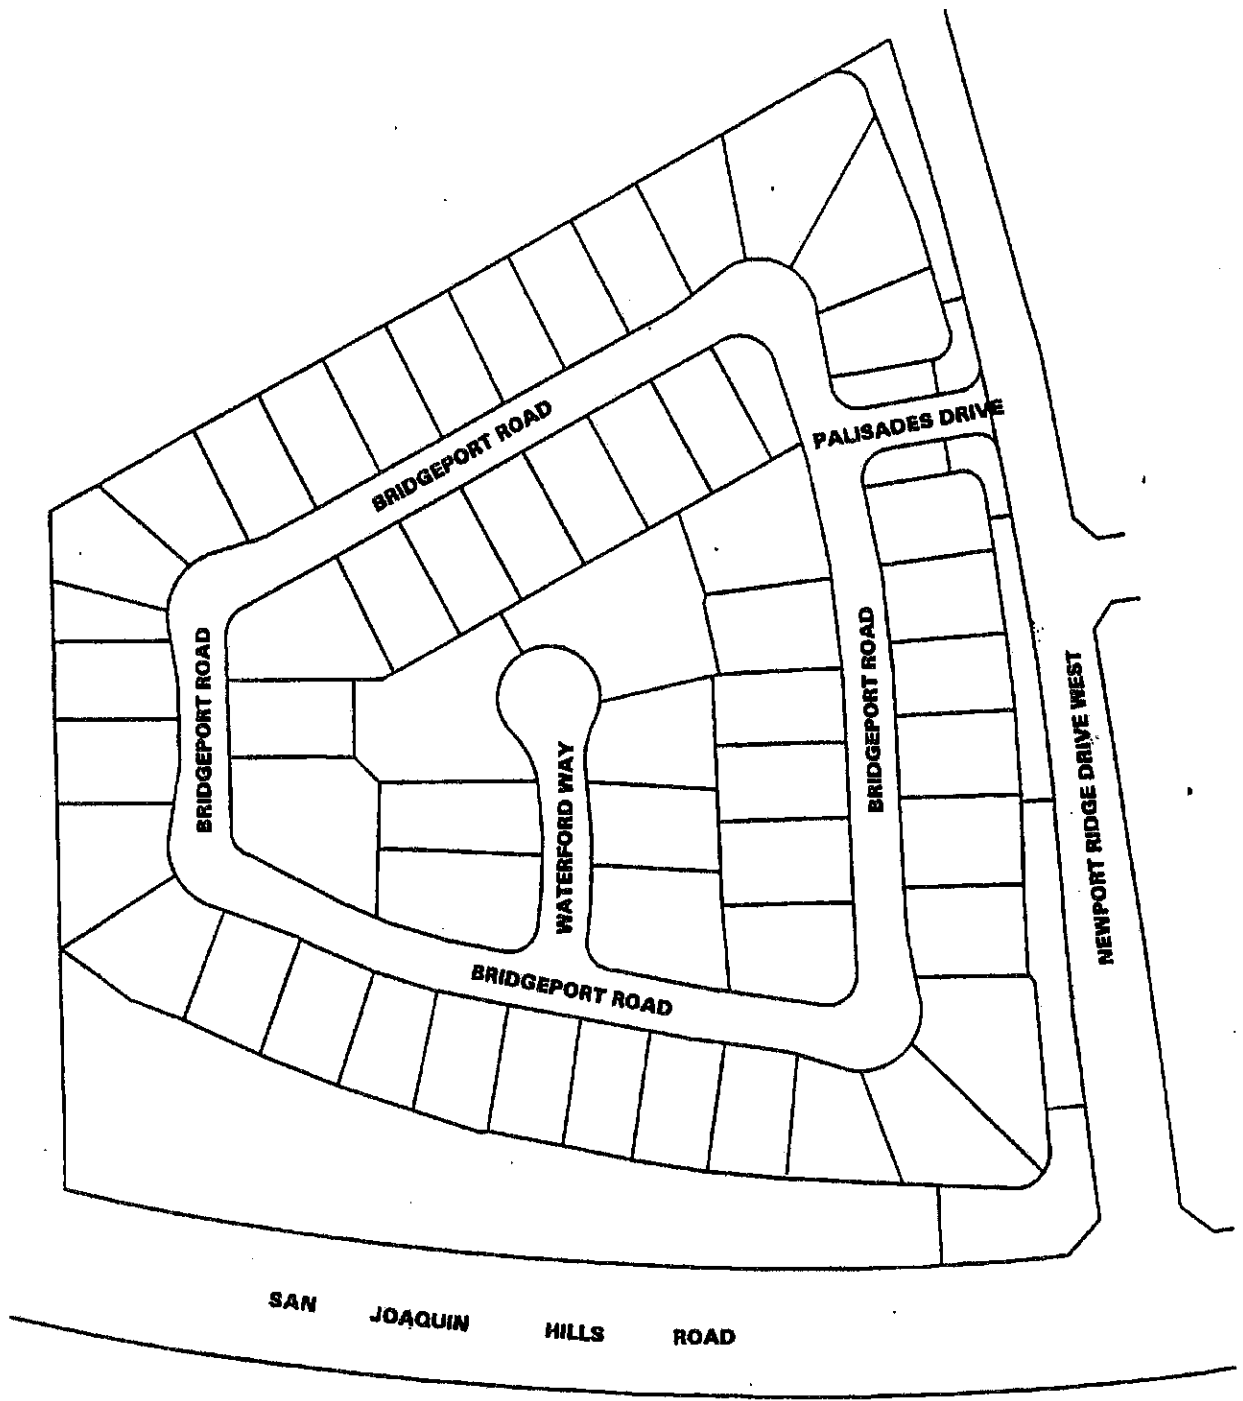 BRIDGEPORT ROAD
PALISADES DRIVE
BRIDGEPORT ROAD
BRIDGEPORT ROAD
NEWPORT RIDGE DRIVE WEST
WATERFORD WAY
BRIDGEPORT ROAD
SAN JOAQUIN HILLS ROAD